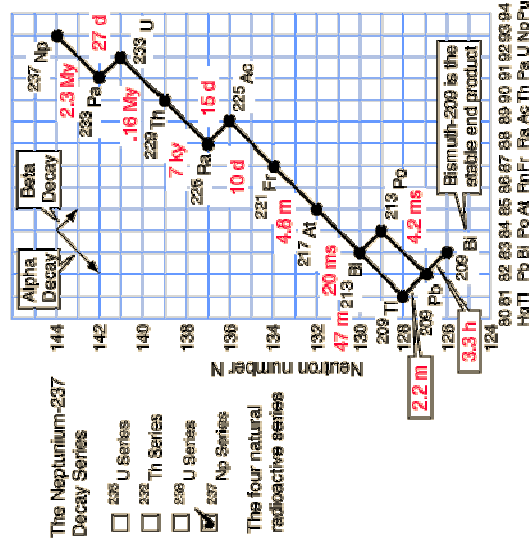 The Neptunium-237
Decay Series
235 U Series
232 Th Series
238 U Series
237 Np Series
The four natural
radioactive series
Alpha
Decay
Beta
Decay
Neutron number N
144
142
140
138
136
134
132
130
128
126
124
237 Np
2.3 My
233 Pa
27 d
233 U
.16 My
229 Th
7 ky
225 Ra
15 d
225 Ac
10 d
221 Fr
4.8 m
217 At
20 ms
213 Bi
47 m
213 Po
4.2 ms
209 Tl
2.2 m
209 Pb
3.3 h
209 Bi
Bismuth-209 is the
stable end product
80 81 82 83 84 85 86 87 88 89 90 91 92 93 94
Hg Tl Pb Bi Po At Rn Fr Ra Ac Th Pa U Np Pu